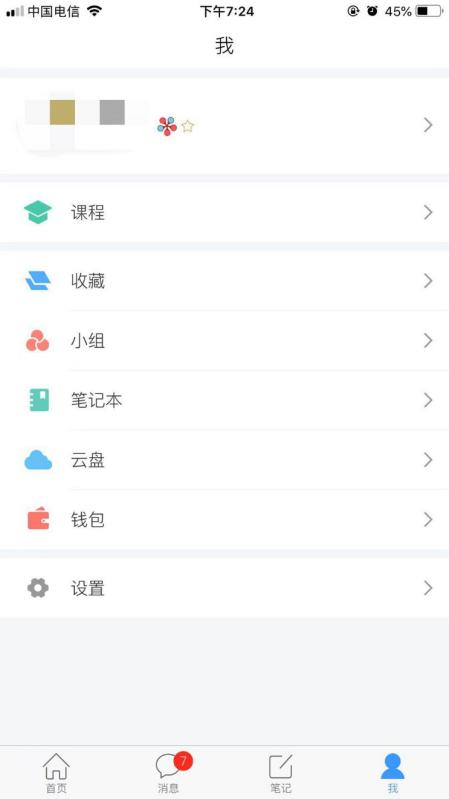 中国电信 下午7:24 45%
我
课程
收藏
小组
笔记本
云盘
钱包
设置
7
首页 消息 笔记 我